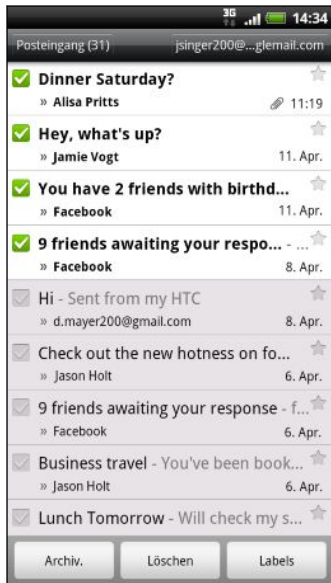 3G 14:34
Posteingang (31) jsinger200@...glemail.com
Dinner Saturday?
» Alisa Pritts 11:19
Hey, what's up?
» Jamie Vogt 11. Apr.
You have 2 friends with birthd...
» Facebook 11. Apr.
9 friends awaiting your respo... - ...
» Facebook 8. Apr.
Hi - Sent from my HTC
» d.mayer200@gmail.com 8. Apr.
Check out the new hotness on fo...
» Jason Holt 6. Apr.
9 friends awaiting your response - f...
» Facebook 6. Apr.
Business travel - You've been book...
» Jason Holt 6. Apr.
Lunch Tomorrow - Will check my s...
Archiv. Löschen Labels